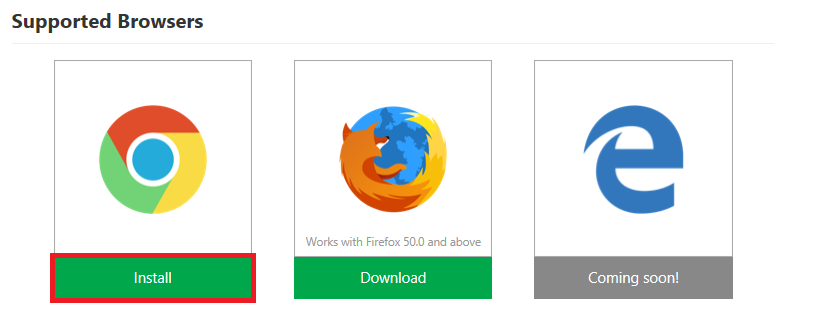 Supported Browsers
Works with Firefox 50.0 and above
Install
Download
Coming soon!